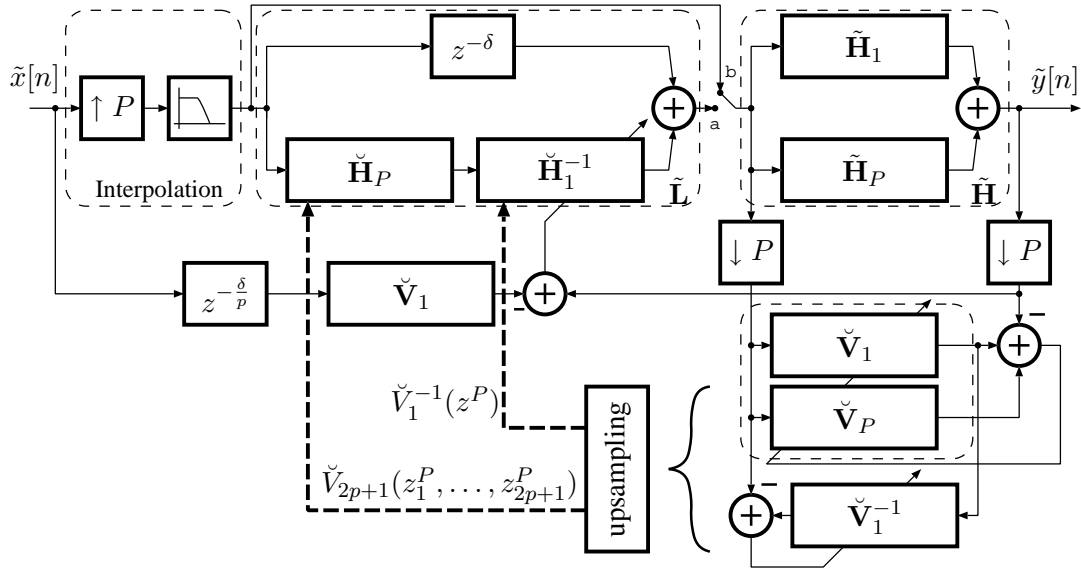 x̃[n]
↑ P
Interpolation
z^{−δ}
H̆_P
H̆_1^{−1}
L̃
b
a
H̃_1
H̃_P
H̃
ỹ[n]
z^{−δ/p}
V̆_1
−
↓ P
↓ P
−
V̆_1
V̆_P
V̆_1^{−1}(z^P)
V̆_{2p+1}(z_1^P, . . . , z_{2p+1}^P)
upsampling
−
V̆_1^{−1}